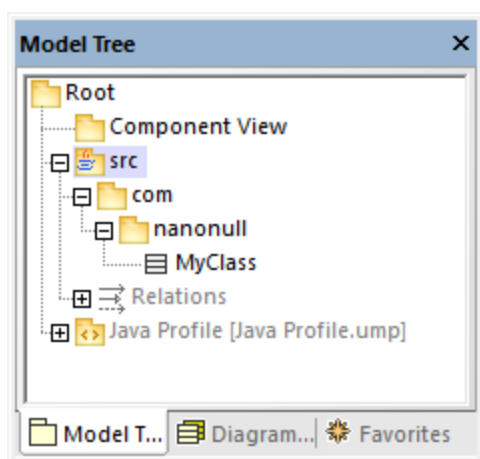 Model Tree
Root
Component View
src
com
nanonull
MyClass
Relations
Java Profile [Java Profile.ump]
Model T... Diagram... Favorites